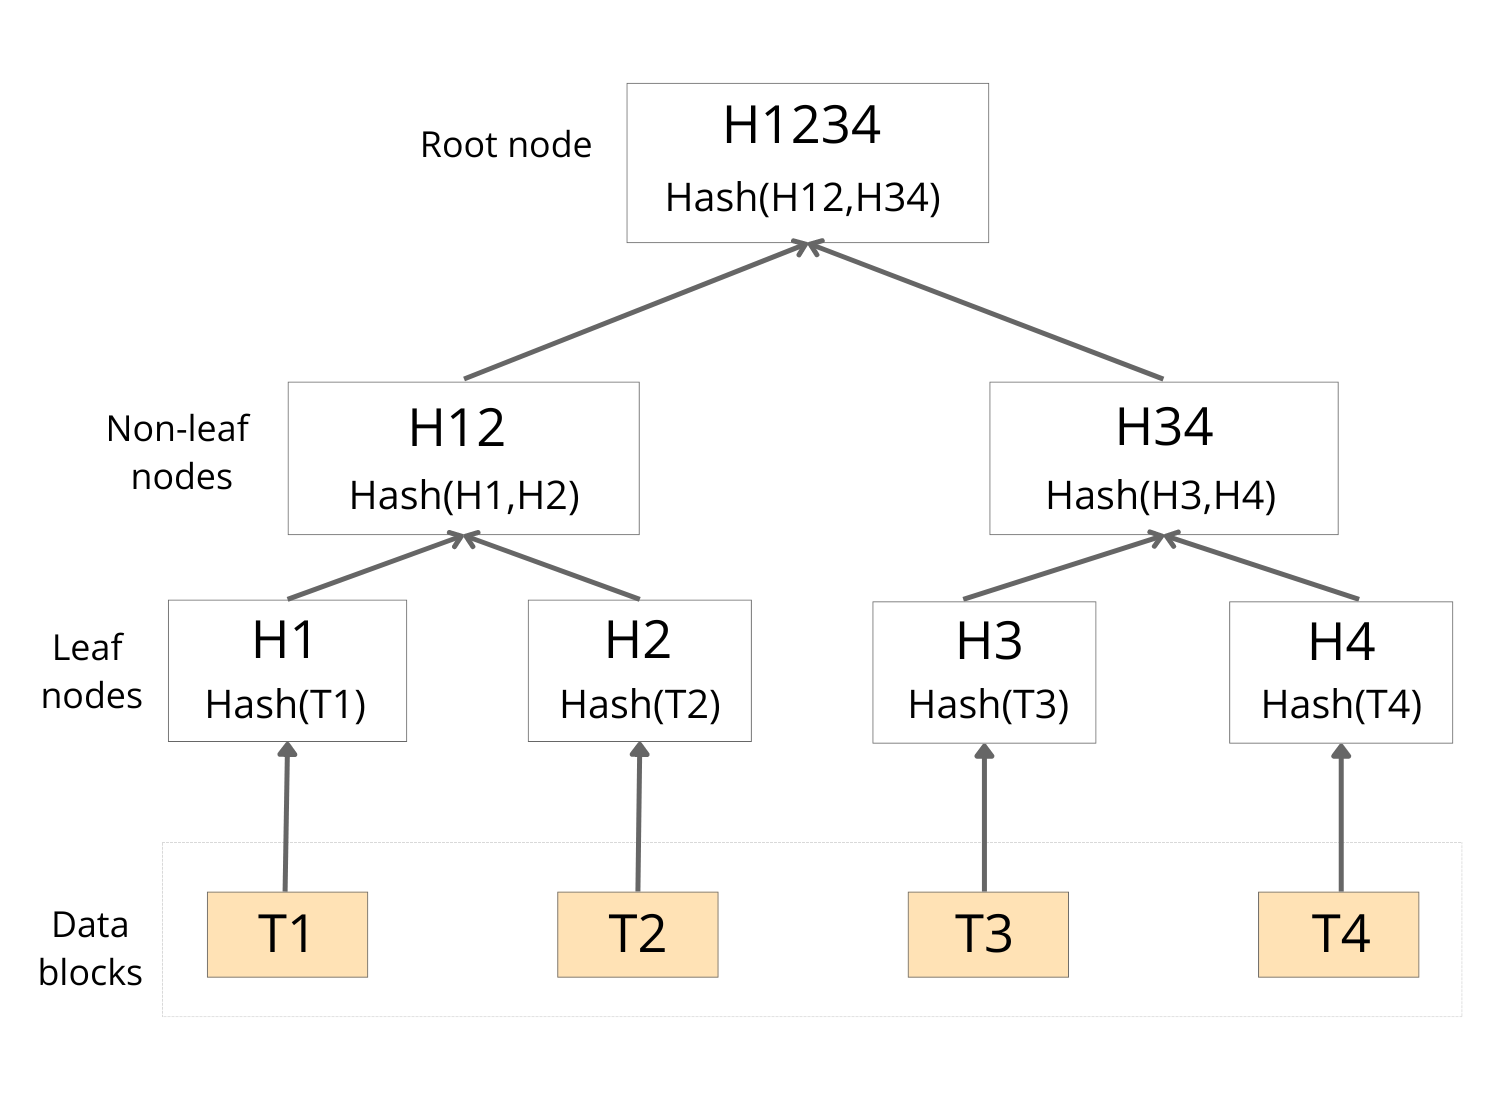 Root node
H1234
Hash(H12,H34)
Non-leaf
nodes
H12
Hash(H1,H2)
H34
Hash(H3,H4)
Leaf
nodes
H1
Hash(T1)
H2
Hash(T2)
H3
Hash(T3)
H4
Hash(T4)
Data
blocks
T1
T2
T3
T4